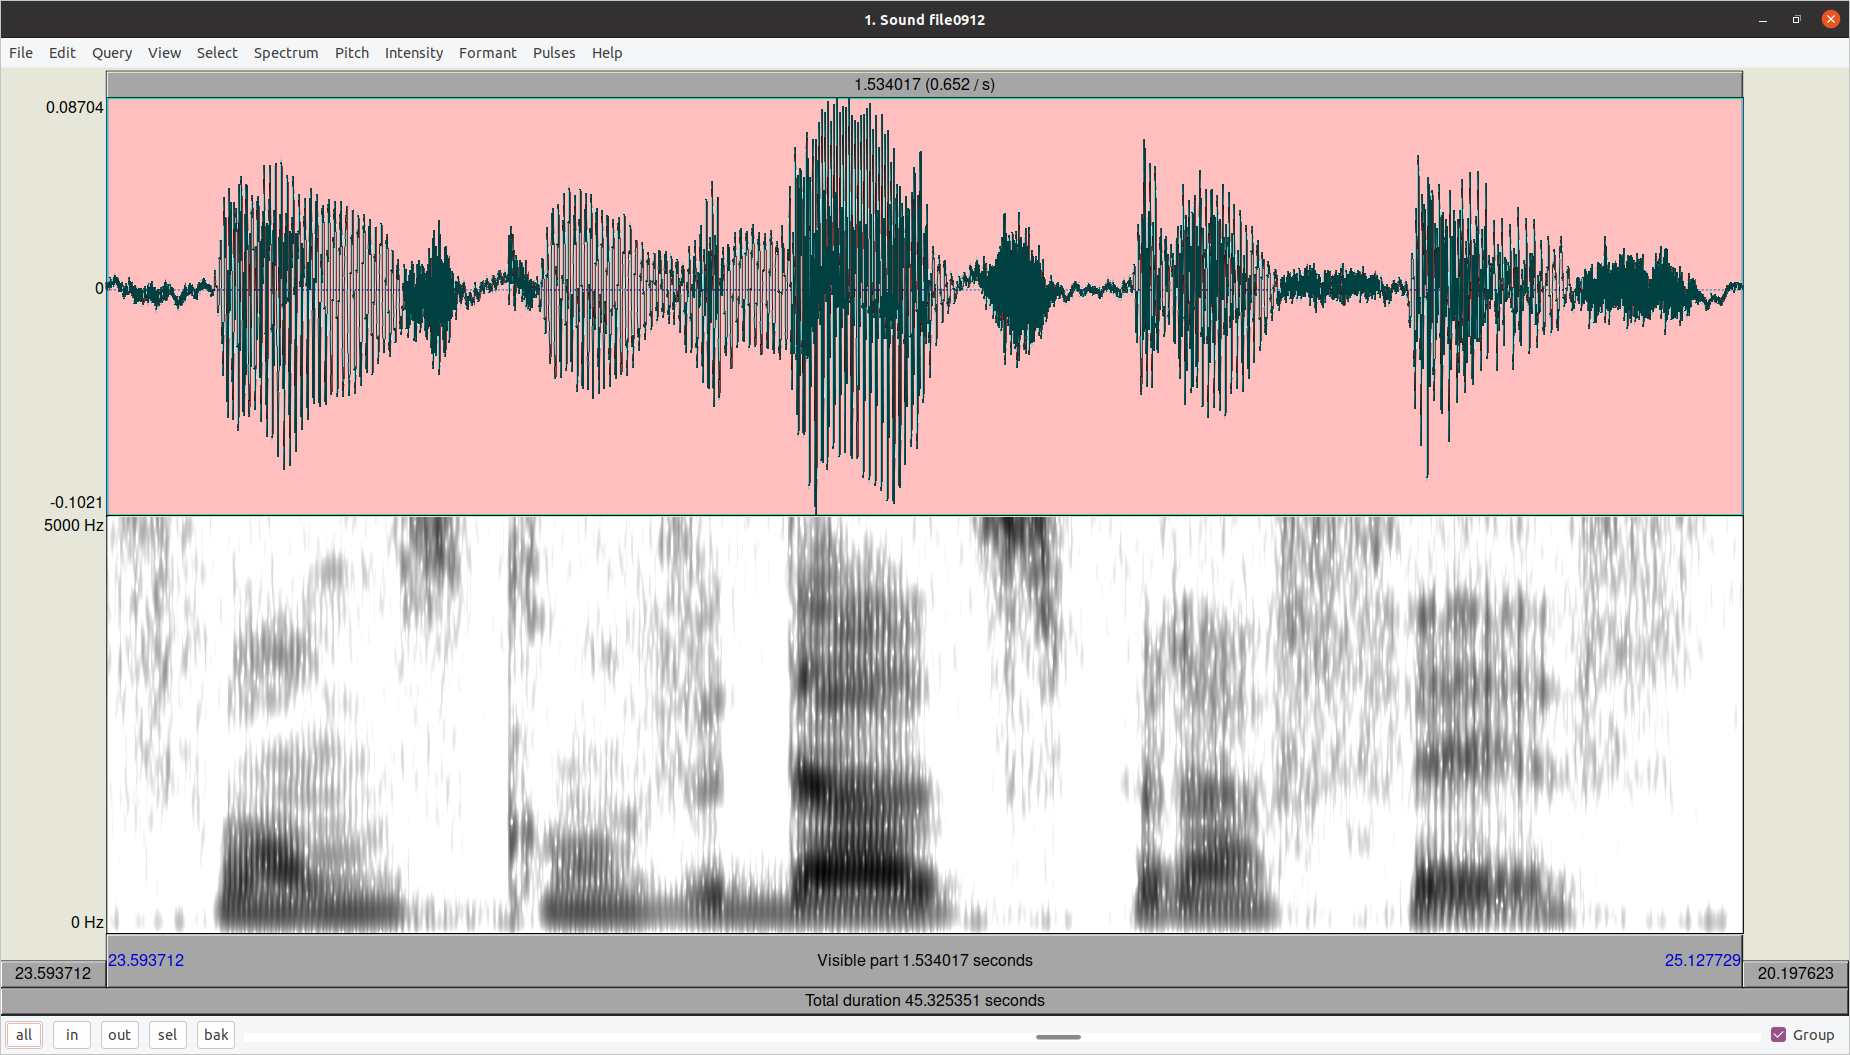 1. Sound file0912
File Edit Query View Select Spectrum Pitch Intensity Formant Pulses Help
1.534017 (0.652 / s)
0.08704
0
-0.1021
5000 Hz
0 Hz
23.593712 Visible part 1.534017 seconds 25.127729
23.593712 20.197623
Total duration 45.325351 seconds
all in out sel bak Group